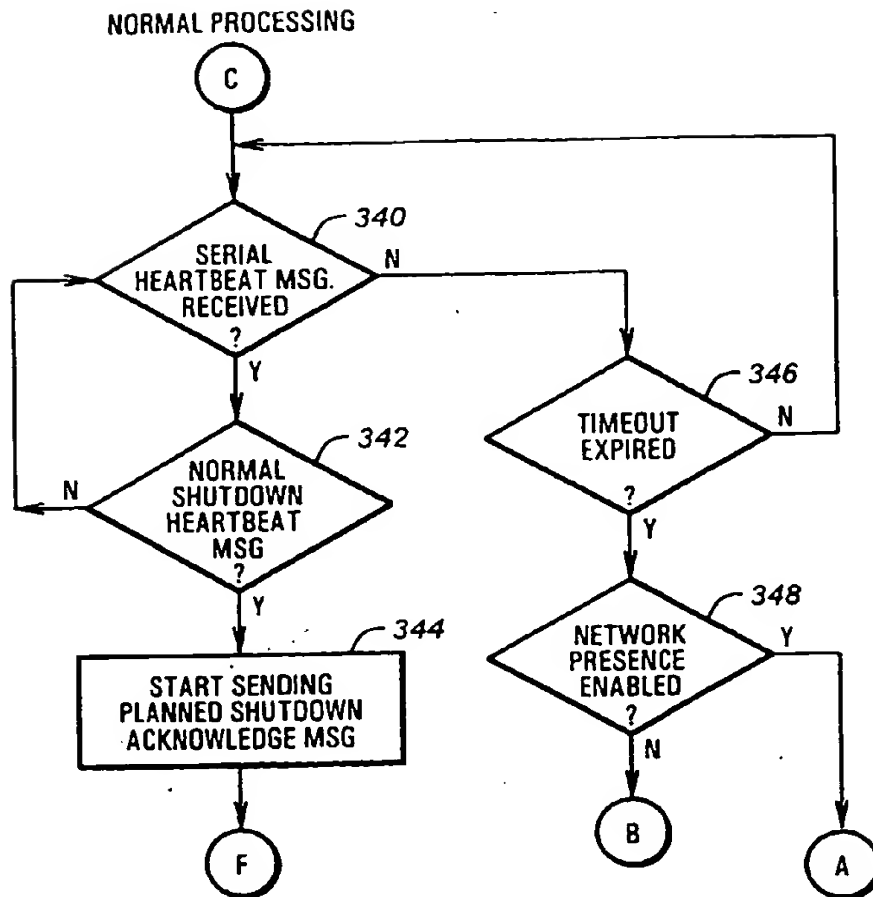 NORMAL PROCESSING
C
340
SERIAL
HEARTBEAT MSG.
RECEIVED
?
N
Y
346
TIMEOUT
EXPIRED
?
N
Y
342
NORMAL
SHUTDOWN
HEARTBEAT
MSG
?
N
Y
348
NETWORK
PRESENCE
ENABLED
?
Y
N
344
START SENDING
PLANNED SHUTDOWN
ACKNOWLEDGE MSG
F
B
A